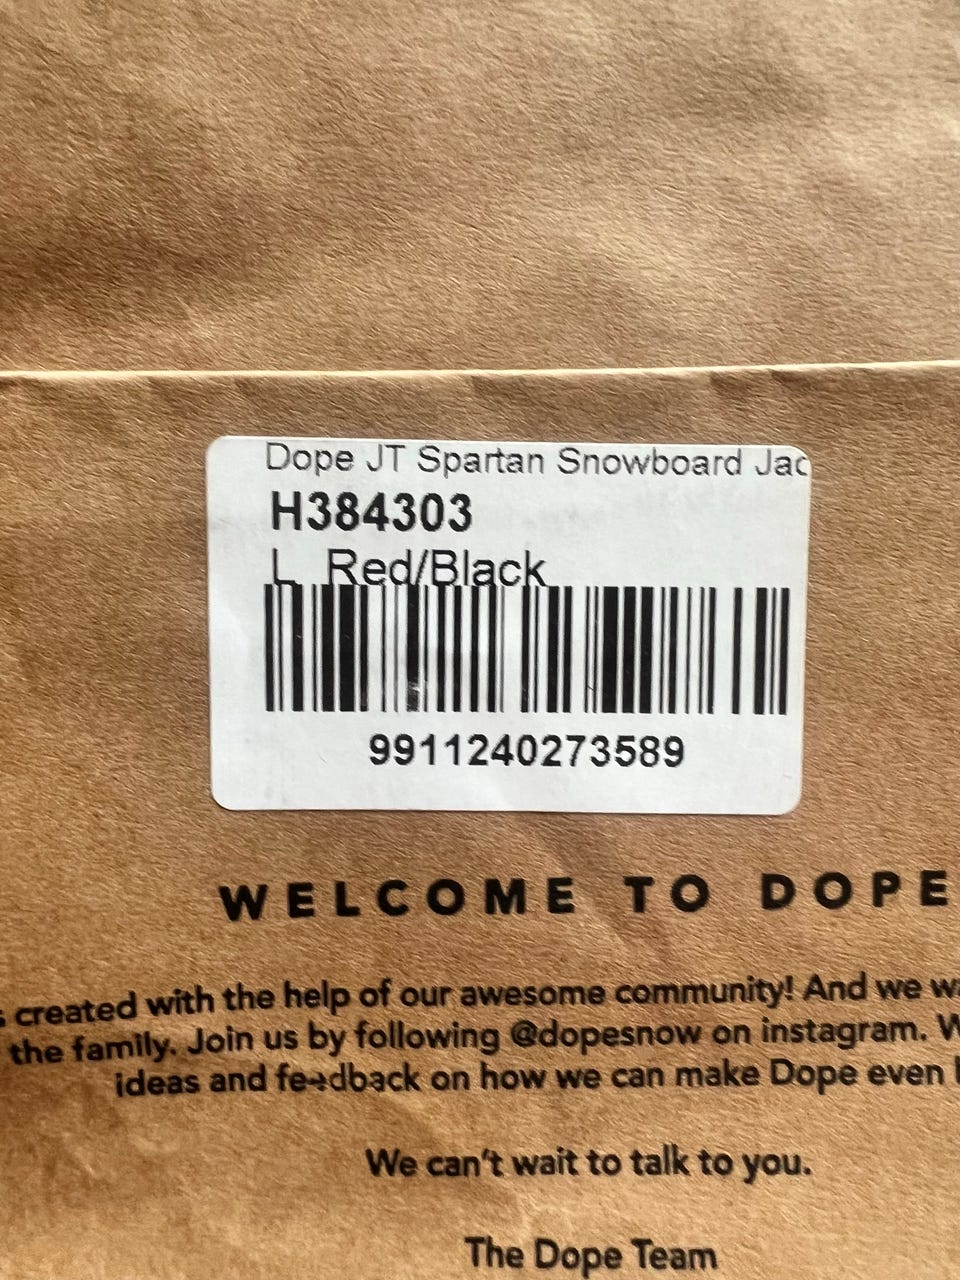 Dope JT Spartan Snowboard Jac
H384303
L Red/Black
9911240273589
WELCOME TO DOPE
created with the help of our awesome community! And we
the family. Join us by following @dopesnow on instagram.
ideas and feedback on how we can make Dope even
We can't wait to talk to you.
The Dope Team